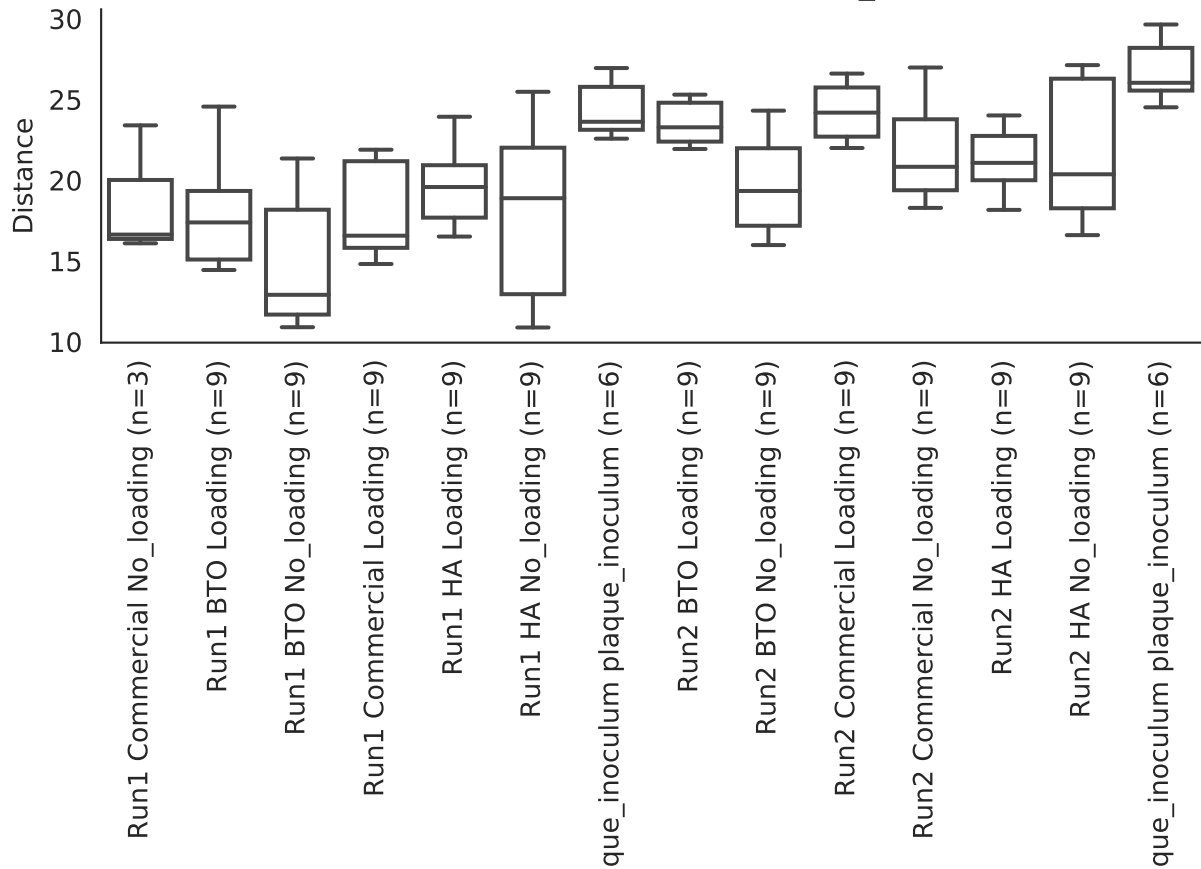 30
25
20
15
10
Distance
Run1 Commercial No_loading (n=3)
Run1 BTO Loading (n=9)
Run1 BTO No_loading (n=9)
Run1 Commercial Loading (n=9)
Run1 HA Loading (n=9)
Run1 HA No_loading (n=9)
que_inoculum plaque_inoculum (n=6)
Run2 BTO Loading (n=9)
Run2 BTO No_loading (n=9)
Run2 Commercial Loading (n=9)
Run2 Commercial No_loading (n=9)
Run2 HA Loading (n=9)
Run2 HA No_loading (n=9)
que_inoculum plaque_inoculum (n=6)